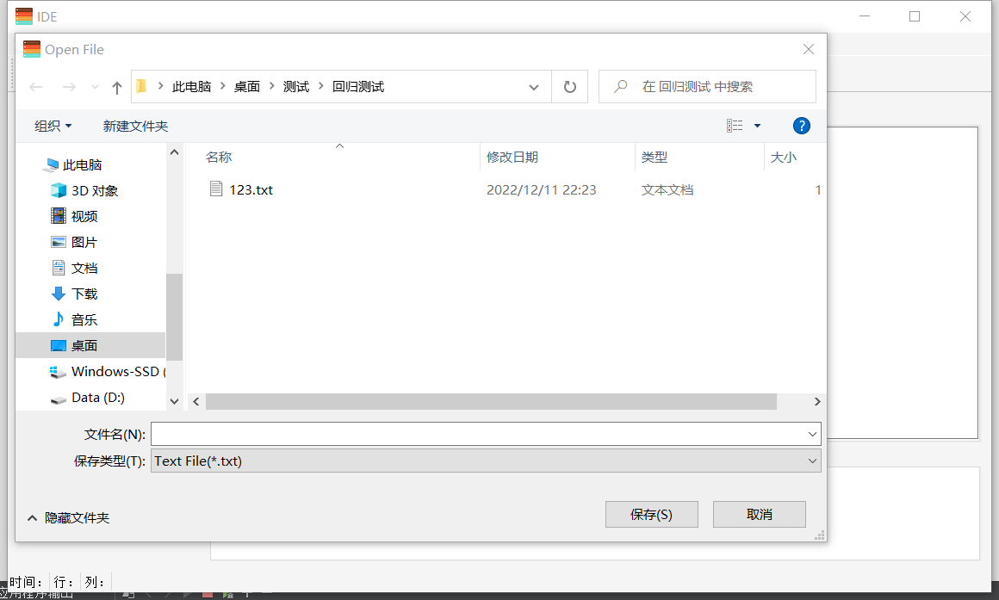 IDE
Open File
此电脑 > 桌面 > 测试 > 回归测试
在 回归测试 中搜索
组织
新建文件夹
?
名称 修改日期 类型 大小
123.txt 2022/12/11 22:23 文本文档 1
此电脑
3D 对象
视频
图片
文档
下载
音乐
桌面
Windows-SSD (
Data (D:)
文件名(N):
保存类型(T): Text File(*.txt)
隐藏文件夹
保存(S) 取消
时间: 行: 列:
应用程序输出